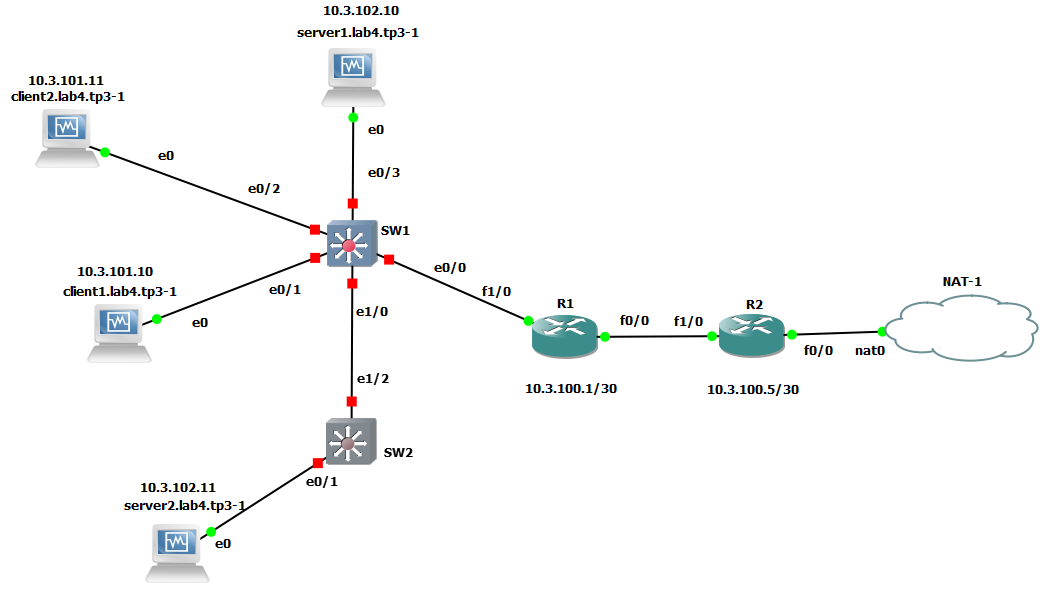 10.3.102.10
server1.lab4.tp3-1
10.3.101.11
client2.lab4.tp3-1
e0
e0
e0/2
e0/3
SW1
10.3.101.10
client1.lab4.tp3-1
e0
e0/1
e0/0
f1/0
e1/0
R1
f0/0
f1/0
R2
f0/0
nat0
NAT-1
10.3.100.1/30
10.3.100.5/30
e1/2
SW2
e0/1
10.3.102.11
server2.lab4.tp3-1
e0